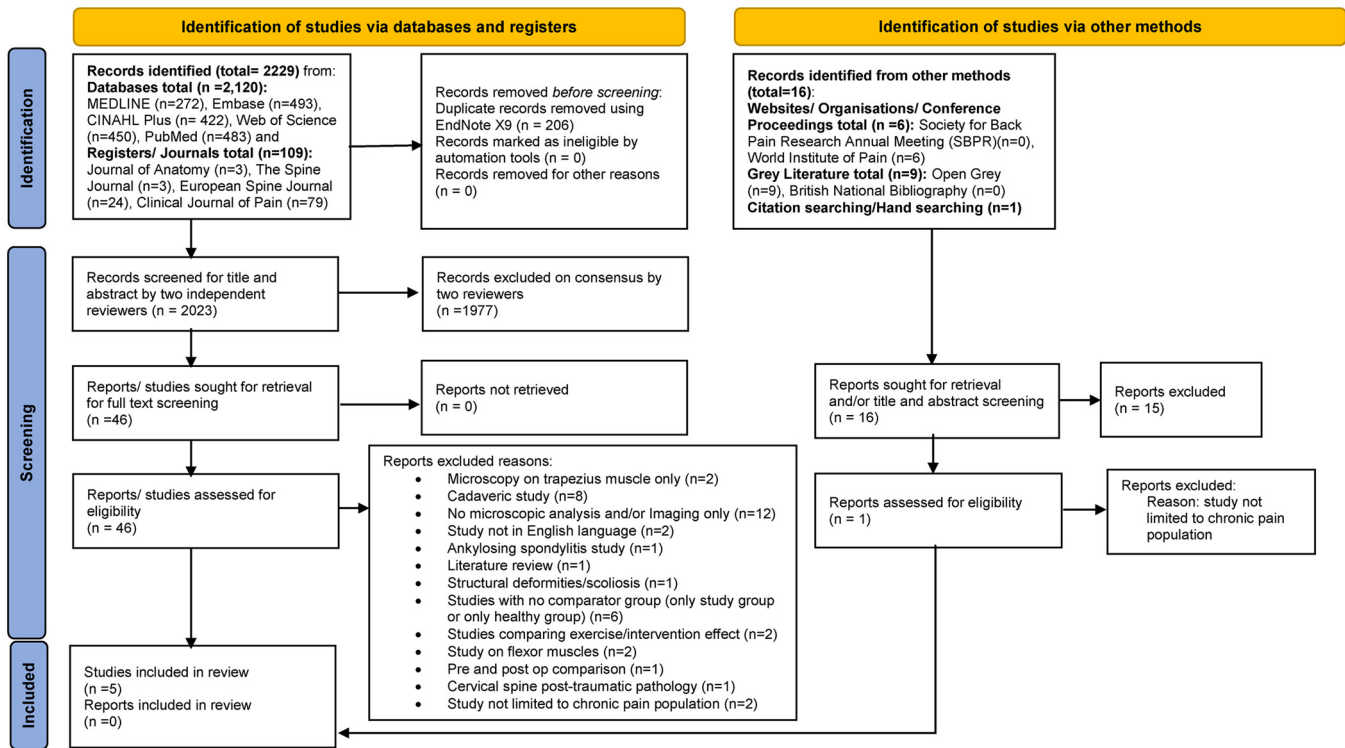 Identification of studies via databases and registers
Identification of studies via other methods
Identification
Records identified (total= 2229) from:
Databases total (n =2,120):
MEDLINE (n=272), Embase (n=493),
CINAHL Plus (n= 422), Web of Science
(n=450), PubMed (n=483) and
Registers/ Journals total (n=109):
Journal of Anatomy (n=3), The Spine
Journal (n=3), European Spine Journal
(n=24), Clinical Journal of Pain (n=79)
Records removed before screening:
Duplicate records removed using
EndNote X9 (n = 206)
Records marked as ineligible by
automation tools (n = 0)
Records removed for other reasons
(n = 0)
Records identified from other methods
(total=16):
Websites/ Organisations/ Conference
Proceedings total (n =6): Society for Back
Pain Research Annual Meeting (SBPR)(n=0),
World Institute of Pain (n=6)
Grey Literature total (n=9): Open Grey
(n=9), British National Bibliography (n=0)
Citation searching/Hand searching (n=1)
Screening
Records screened for title and
abstract by two independent
reviewers (n = 2023)
Records excluded on consensus by
two reviewers
(n =1977)
Reports/ studies sought for retrieval
for full text screening
(n =46)
Reports not retrieved
(n = 0)
Reports sought for retrieval
and/or title and abstract screening
(n = 16)
Reports excluded
(n = 15)
Reports/ studies assessed for
eligibility
(n = 46)
Reports excluded reasons:
• Microscopy on trapezius muscle only (n=2)
• Cadaveric study (n=8)
• No microscopic analysis and/or Imaging only (n=12)
• Study not in English language (n=2)
• Ankylosing spondylitis study (n=1)
• Literature review (n=1)
• Structural deformities/scoliosis (n=1)
• Studies with no comparator group (only study group
or only healthy group) (n=6)
• Studies comparing exercise/intervention effect (n=2)
• Study on flexor muscles (n=2)
• Pre and post op comparison (n=1)
• Cervical spine post-traumatic pathology (n=1)
• Study not limited to chronic pain population (n=2)
Reports assessed for eligibility
(n = 1)
Reports excluded:
Reason: study not
limited to chronic pain
population
Included
Studies included in review
(n =5)
Reports included in review
(n =0)